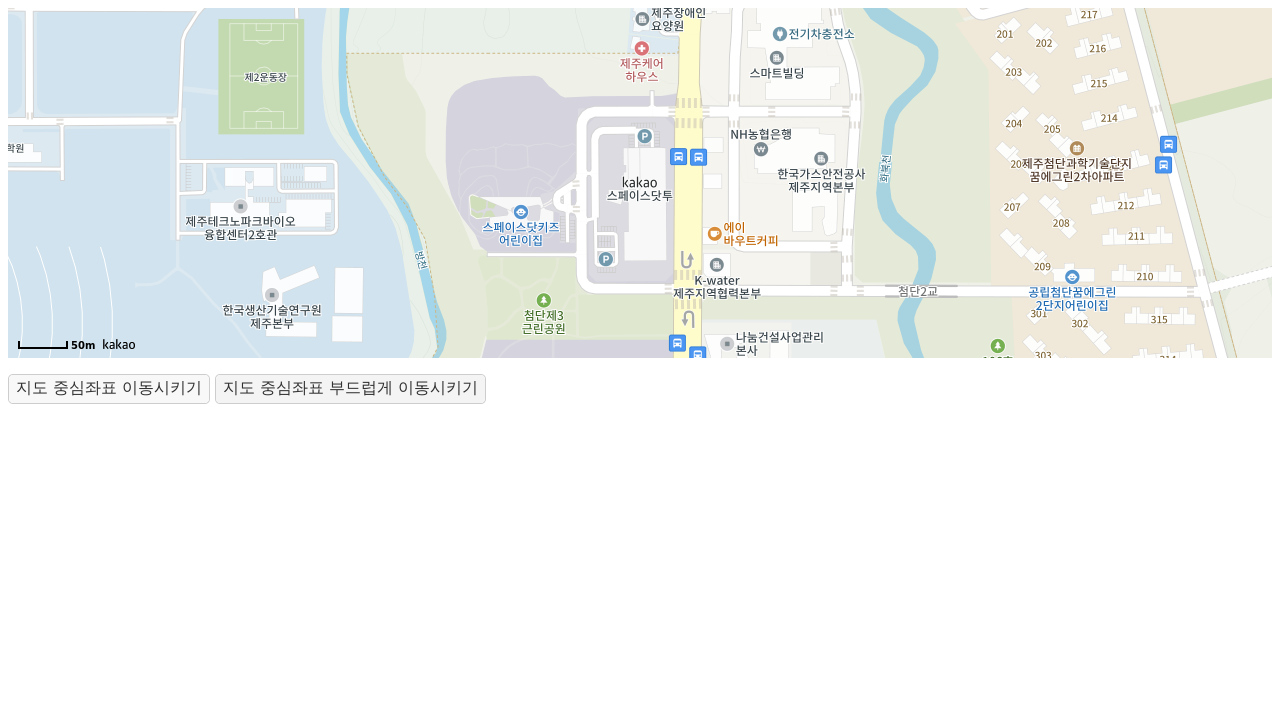 제주장애인
요양원
217
201
202
전기차충전소
216
제주케어
하우스
스마트빌딩
203
제2운동장
215
214
204
205
NH농협은행
학원
제주첨단과학기술단지
꿈에그린2차아파트
한국가스안전공사
제주지역본부
화북천
kakao
스페이스닷투
212
207
208
제주테크노파크바이오
융합센터2호관
스페이스닷키즈
어린이집
에이
바우트커피
211
방천
209
210
K-water
제주지역협력본부
첨단2교
공립첨단꿈에그린
2단지어린이집
한국생산기술연구원
제주본부
첨단제3
근린공원
301
302
315
나눔건설사업관리
본사
50m kakao
303
지도 중심좌표 이동시키기
지도 중심좌표 부드럽게 이동시키기